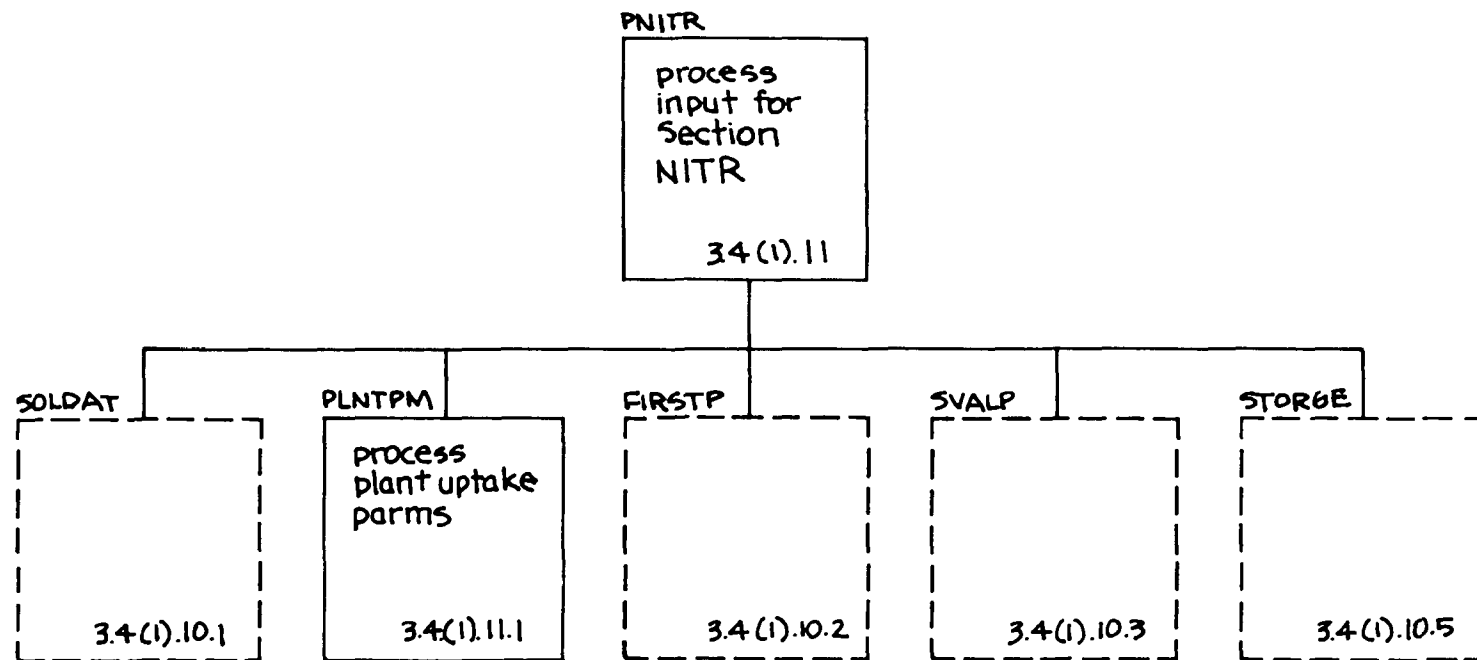 PNITR
process
input for
Section
NITR
3.4(1).11
SOLDAT
PLNTPM
FIRSTP
SVALP
STORGE
process
plant uptake
parms
3.4(1).10.1
3.4(1).11.1
3.4(1).10.2
3.4(1).10.3
3.4(1).10.5